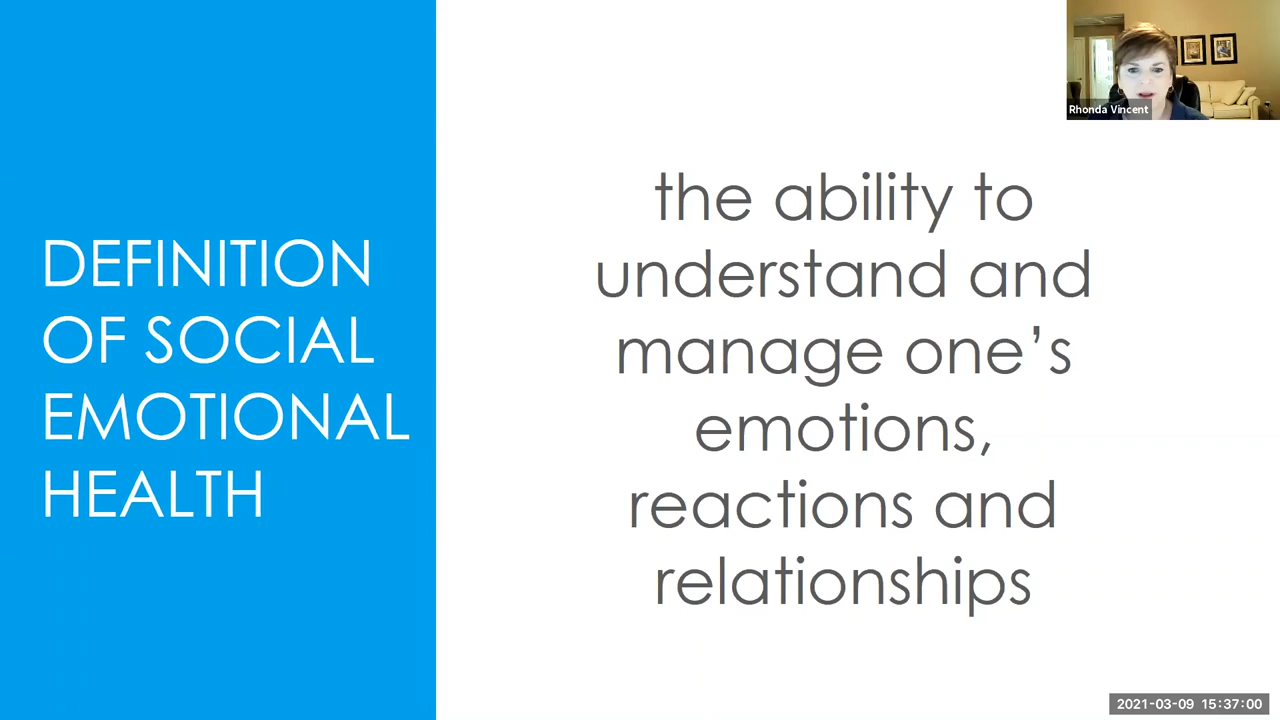 DEFINITION
OF SOCIAL
EMOTIONAL
HEALTH
the ability to
understand and
manage one’s
emotions,
reactions and
relationships
Rhonda Vincent
2021-03-09 15:37:00